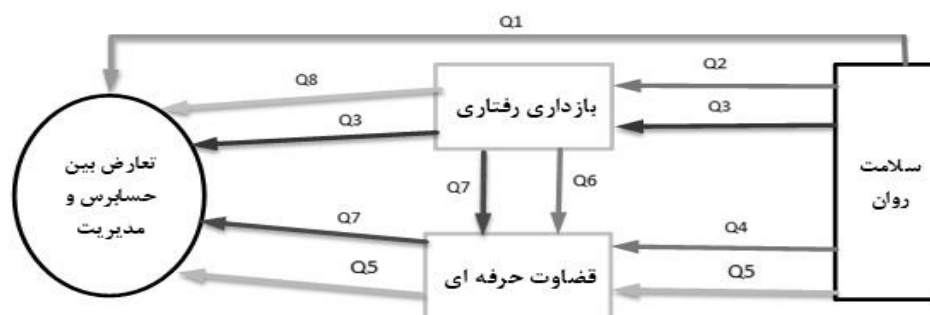 Q1
Q2
Q8
بازداری رفتاری
Q3
Q3
سلامت
روان
تعارض بین
حسابرس و
مدیریت
Q7
Q6
Q7
Q4
قضاوت حرفه ای
Q5
Q5